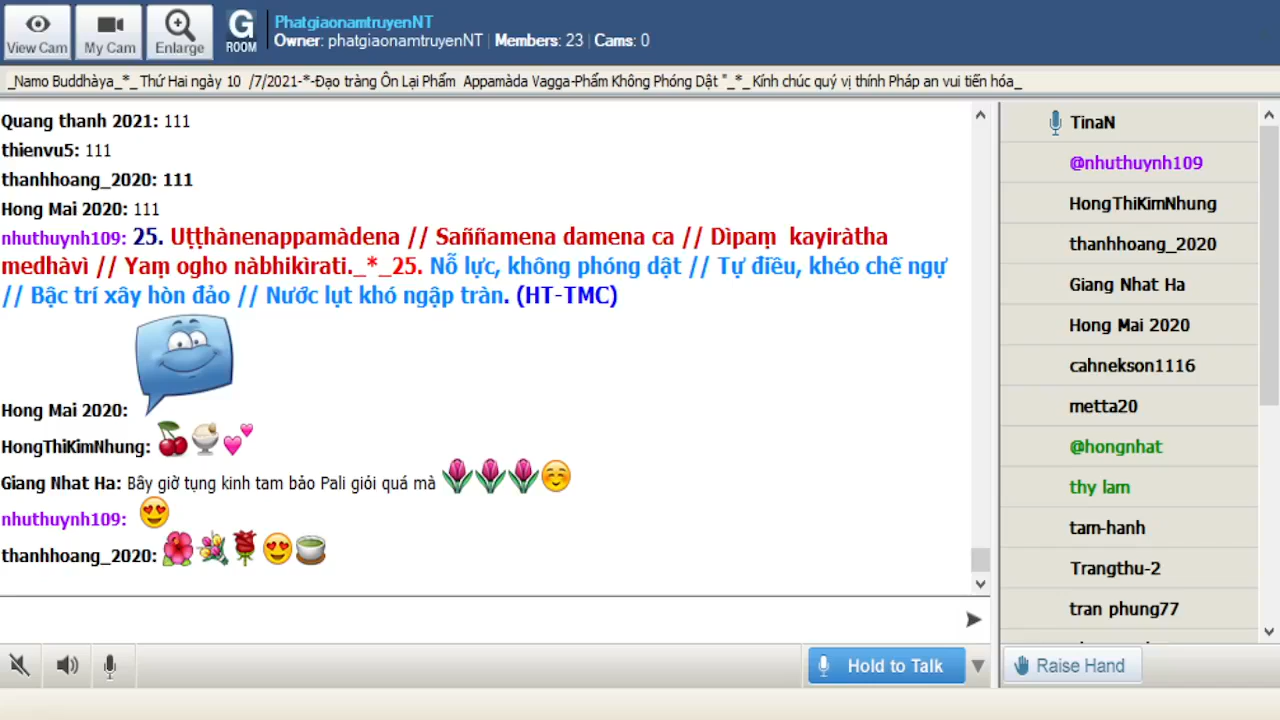 View Cam
My Cam
Enlarge
G
ROOM
PhatgiaonamtruyenNT
Owner: phatgiaonamtruyenNT | Members: 23 | Cams: 0
_Namo Buddhàya_*_ Thứ Hai ngày 10 /7/2021-*-Đạo tràng Ôn Lại Phẩm Appamàda Vagga-Phẩm Không Phóng Dật "_*_ Kính chúc quý vị thính Pháp an vui tiến hóa_
Quang thanh 2021: 111
thienvu5: 111
thanhhoang_2020: 111
Hong Mai 2020: 111
nhuthuynh109: 25. Uṭṭhànenappamàdena // Saññamena damena ca // Dìpaṃ kayiràtha
medhàvì // Yaṃ ogho nàbhikìrati._*_25. Nỗ lực, không phóng dật // Tự điều, khéo chế ngự
// Bậc trí xây hòn đảo // Nước lụt khó ngập tràn. (HT-TMC)
Hong Mai 2020:
HongThiKimNhung:
Giang Nhat Ha: Bây giờ tụng kinh tam bảo Pali giỏi quá mà
nhuthuynh109:
thanhhoang_2020:
TinaN
@nhuthuynh109
HongThiKimNhung
thanhhoang_2020
Giang Nhat Ha
Hong Mai 2020
cahnekson1116
metta20
@hongnhat
thy lam
tam-hanh
Trangthu-2
tran phung77
Hold to Talk
Raise Hand